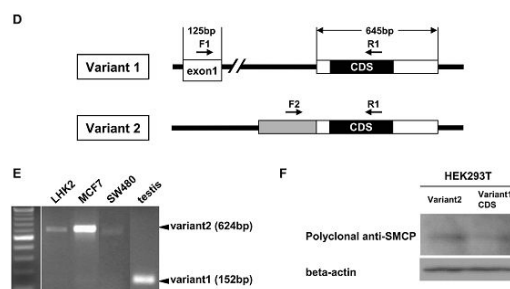 D
125bp
645bp
F1
R1
Variant 1
exon1
CDS
F2
R1
Variant 2
CDS
E
LHK2
MCF7
SW480
testis
variant2 (624bp)
variant1 (152bp)
F
HEK293T
Variant2
Variant1
CDS
Polyclonal anti-SMCP
beta-actin